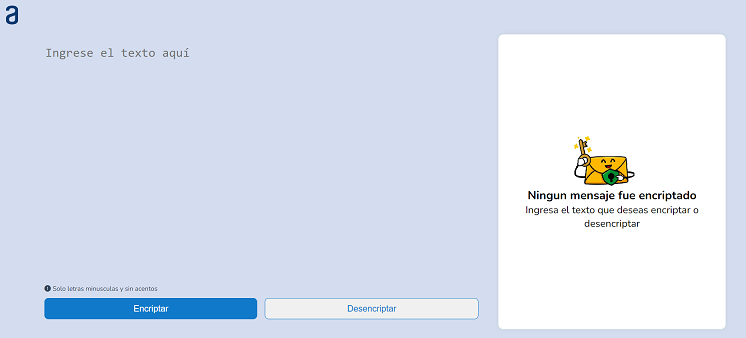 a
Ingrese el texto aquí
Ningun mensaje fue encriptado
Ingresa el texto que deseas encriptar o
desencriptar
Solo letras minusculas y sin acentos
Encriptar
Desencriptar